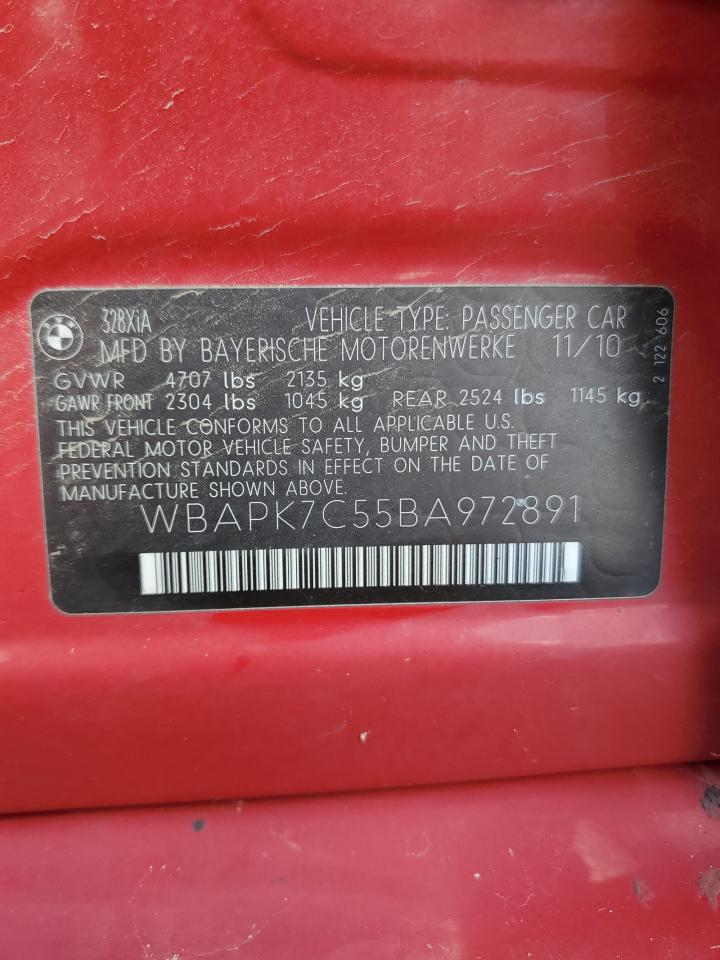 328XiA VEHICLE TYPE: PASSENGER CAR
MFD BY BAYERISCHE MOTORENWERKE 11/10
GVWR 4707 lbs 2135 kg
GAWR FRONT 2304 lbs 1045 kg REAR 2524 lbs 1145 kg
THIS VEHICLE CONFORMS TO ALL APPLICABLE U.S.
FEDERAL MOTOR VEHICLE SAFETY, BUMPER AND THEFT
PREVENTION STANDARDS IN EFFECT ON THE DATE OF
MANUFACTURE SHOWN ABOVE.
WBAPK7C55BA972891
2 122 606